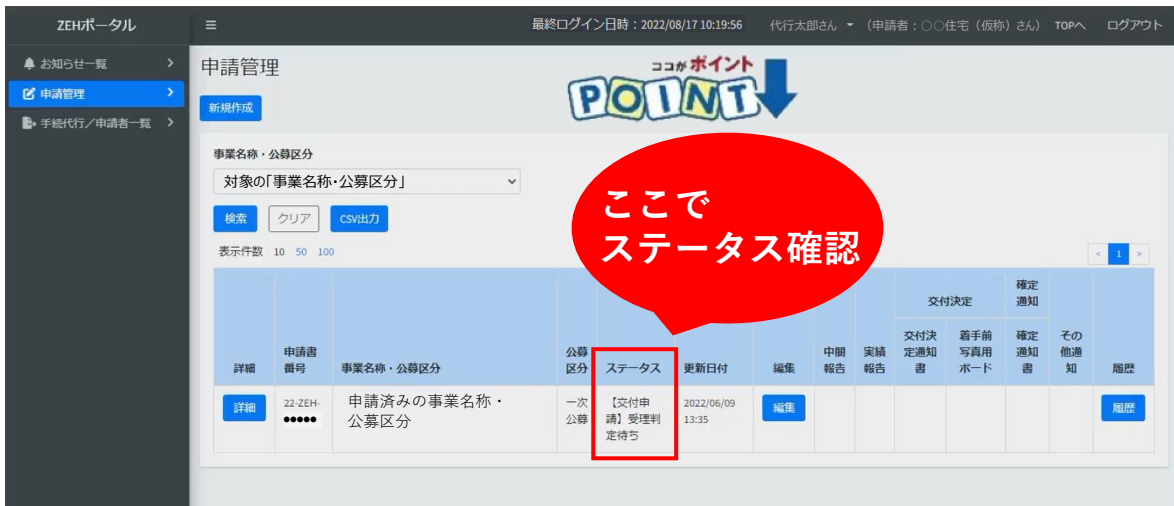 ZEHポータル
最終ログイン日時：2022/08/17 10:19:56 代行太郎さん （申請者：○○住宅（仮称）さん） TOPへ ログアウト
お知らせ一覧
申請管理
手続代行／申請者一覧
申請管理
新規作成
ココがポイント
POINT
ここで
ステータス確認
事業名称・公募区分
対象の「事業名称・公募区分」
検索 クリア CSV出力
表示件数 10 50 100
< 1 >
交付決定
確定
通知
詳細
申請書
番号
事業名称・公募区分
公募
区分
ステータス
更新日付
編集
中間
報告
実績
報告
交付決
定通知
書
着手前
写真用
ボード
確定
通知
書
その
他通
知
履歴
詳細
22-ZEH-
●●●●●
申請済みの事業名称・
公募区分
一次
公募
【交付申
請】受理判
定待ち
2022/06/09
13:35
編集
履歴